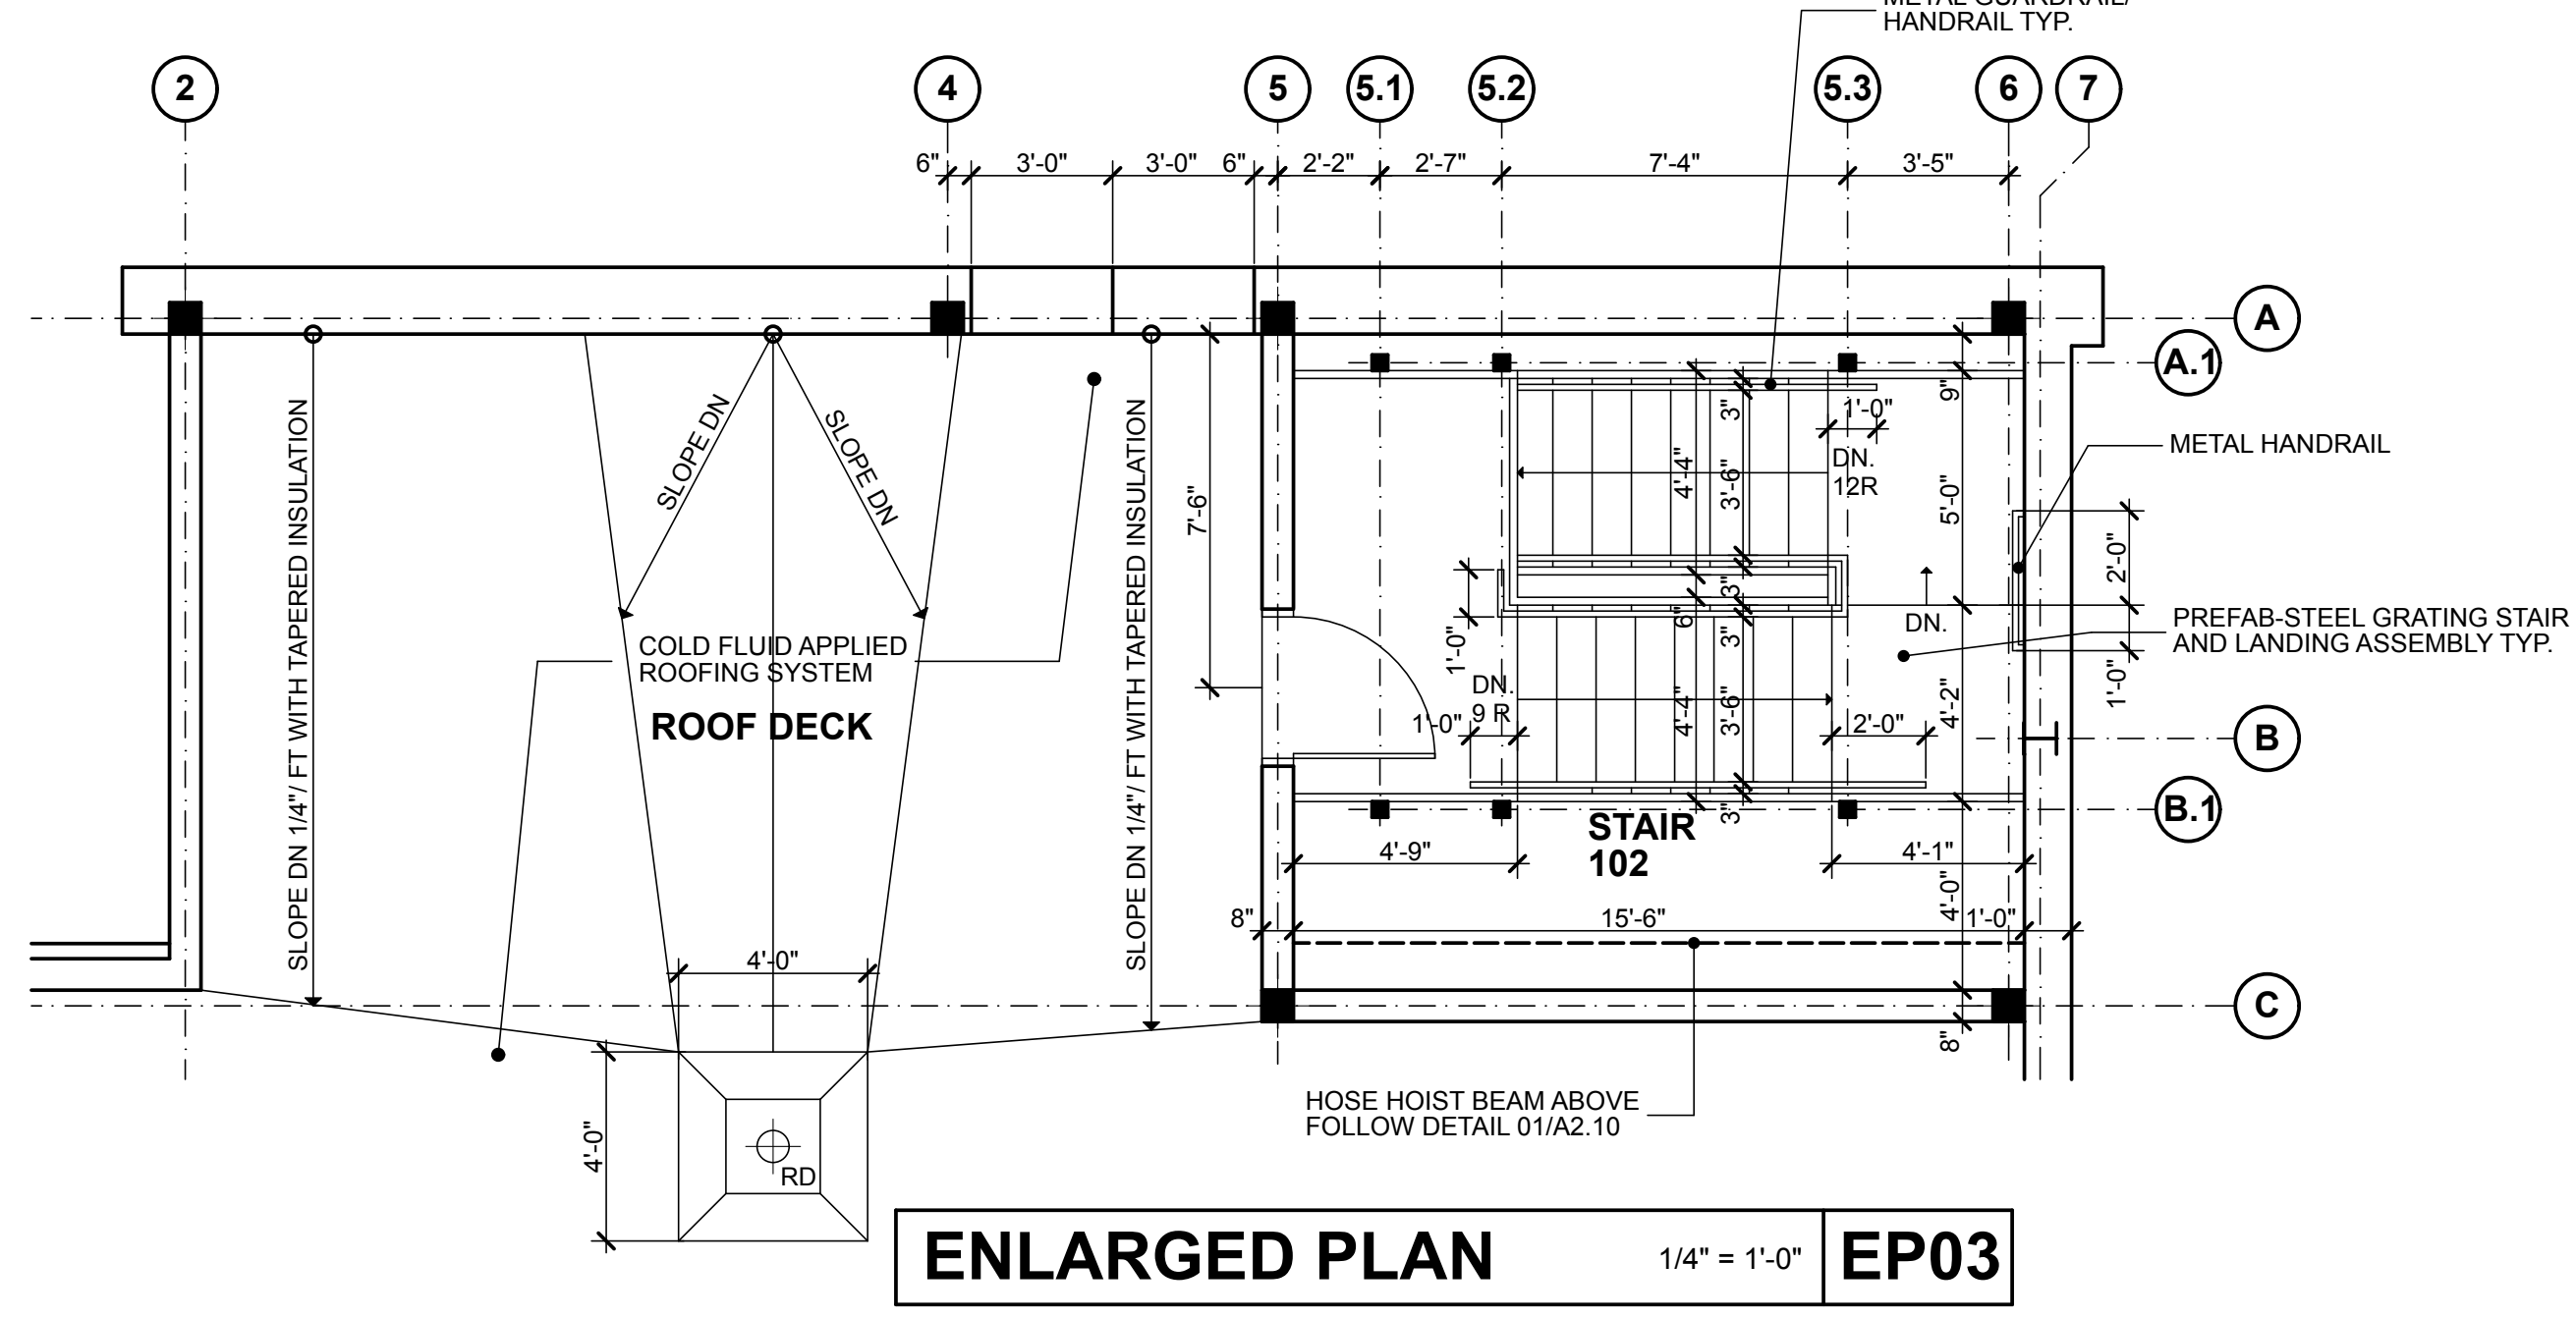 METAL GUARDRAIL/
HANDRAIL TYP.
2
4
5
5.1
5.2
5.3
6
7
6"
3'-0"
3'-0"
6"
2'-2"
2'-7"
7'-4"
3'-5"
A
A.1
B
B.1
C
SLOPE DN 1/4"/ FT WITH TAPERED INSULATION
SLOPE DN
SLOPE DN
SLOPE DN 1/4"/ FT WITH TAPERED INSULATION
COLD FLUID APPLIED
ROOFING SYSTEM
ROOF DECK
7'-6"
3"
4'-4"
3'-6"
3"
6"
3"
4'-4"
3'-6"
3"
1'-0"
DN.
12R
9"
5'-0"
4'-2"
4'-0"
8"
METAL HANDRAIL
2'-0"
1'-0"
PREFAB-STEEL GRATING STAIR
AND LANDING ASSEMBLY TYP.
DN.
1'-0"
DN.
9 R
1'-0"
2'-0"
STAIR
102
4'-9"
4'-1"
8"
15'-6"
1'-0"
4'-0"
4'-0"
RD
HOSE HOIST BEAM ABOVE
FOLLOW DETAIL 01/A2.10
ENLARGED PLAN
1/4" = 1'-0"
EP03